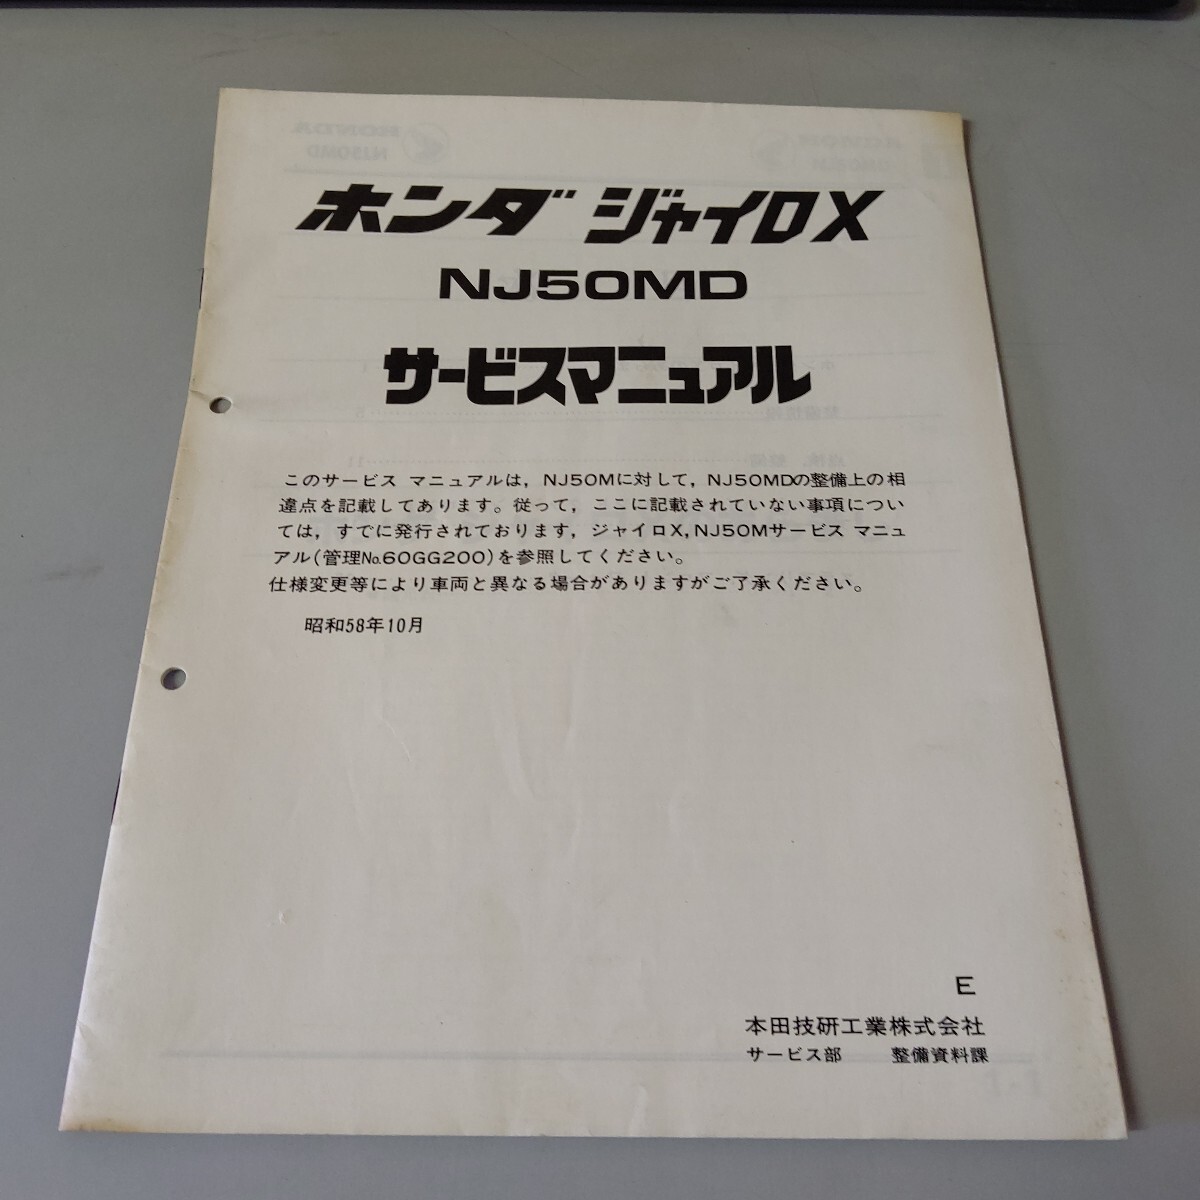 ホンダ ジャイロX
NJ50MD
サービスマニュアル
このサービス マニュアルは，NJ50Mに対して，NJ50MDの整備上の相
違点を記載してあります。従って，ここに記載されていない事項につい
ては，すでに発行されております，ジャイロX，NJ50Mサービス マニュ
アル（管理No.60GG200）を参照してください。
仕様変更等により車両と異なる場合がありますがご了承ください。
昭和58年10月
E
本田技研工業株式会社
サービス部 整備資料課